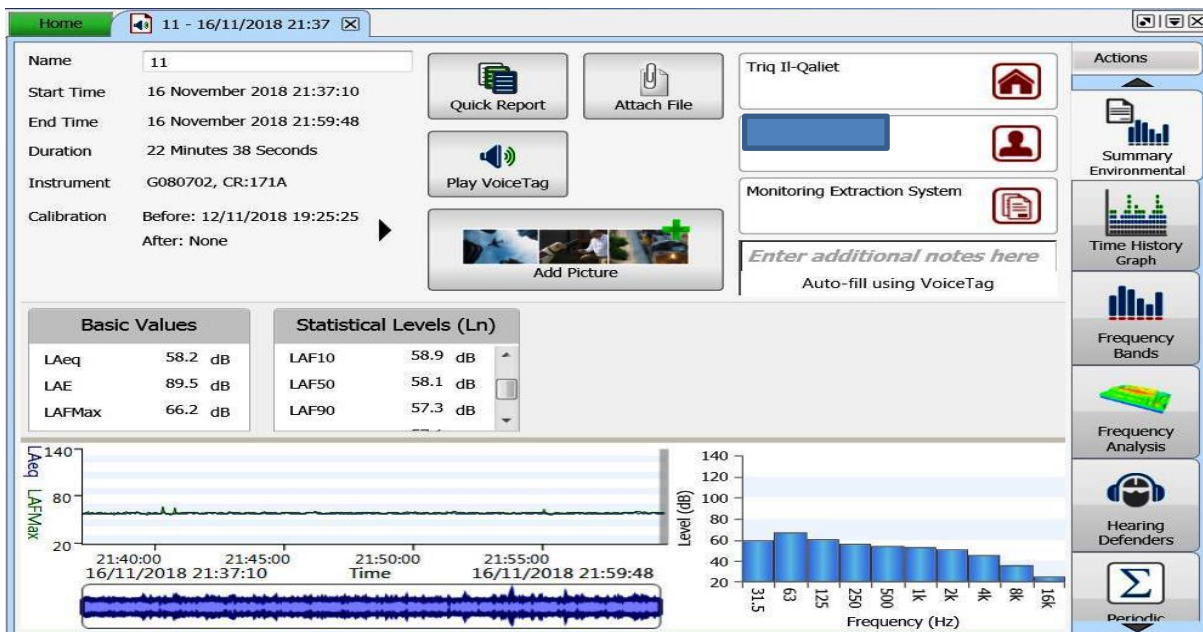 Home
11 - 16/11/2018 21:37
Name 11
Start Time 16 November 2018 21:37:10
End Time 16 November 2018 21:59:48
Duration 22 Minutes 38 Seconds
Instrument G080702, CR:171A
Calibration Before: 12/11/2018 19:25:25
After: None
Quick Report
Attach File
Play VoiceTag
Add Picture
Triq Il-Qaliet
Monitoring Extraction System
Enter additional notes here
Auto-fill using VoiceTag
Basic Values
LAeq 58.2 dB
LAE 89.5 dB
LAFMax 66.2 dB
Statistical Levels (Ln)
LAF10 58.9 dB
LAF50 58.1 dB
LAF90 57.3 dB
LAeq LAFMax
140
80
20
21:40:00 21:45:00 21:50:00 21:55:00
16/11/2018 21:37:10 Time 16/11/2018 21:59:48
Level (dB)
140
120
100
80
60
40
20
31.5 63 125 250 500 1k 2k 4k 8k 16k
Frequency (Hz)
Actions
Summary
Environmental
Time History
Graph
Frequency
Bands
Frequency
Analysis
Hearing
Defenders
Σ
Periodic